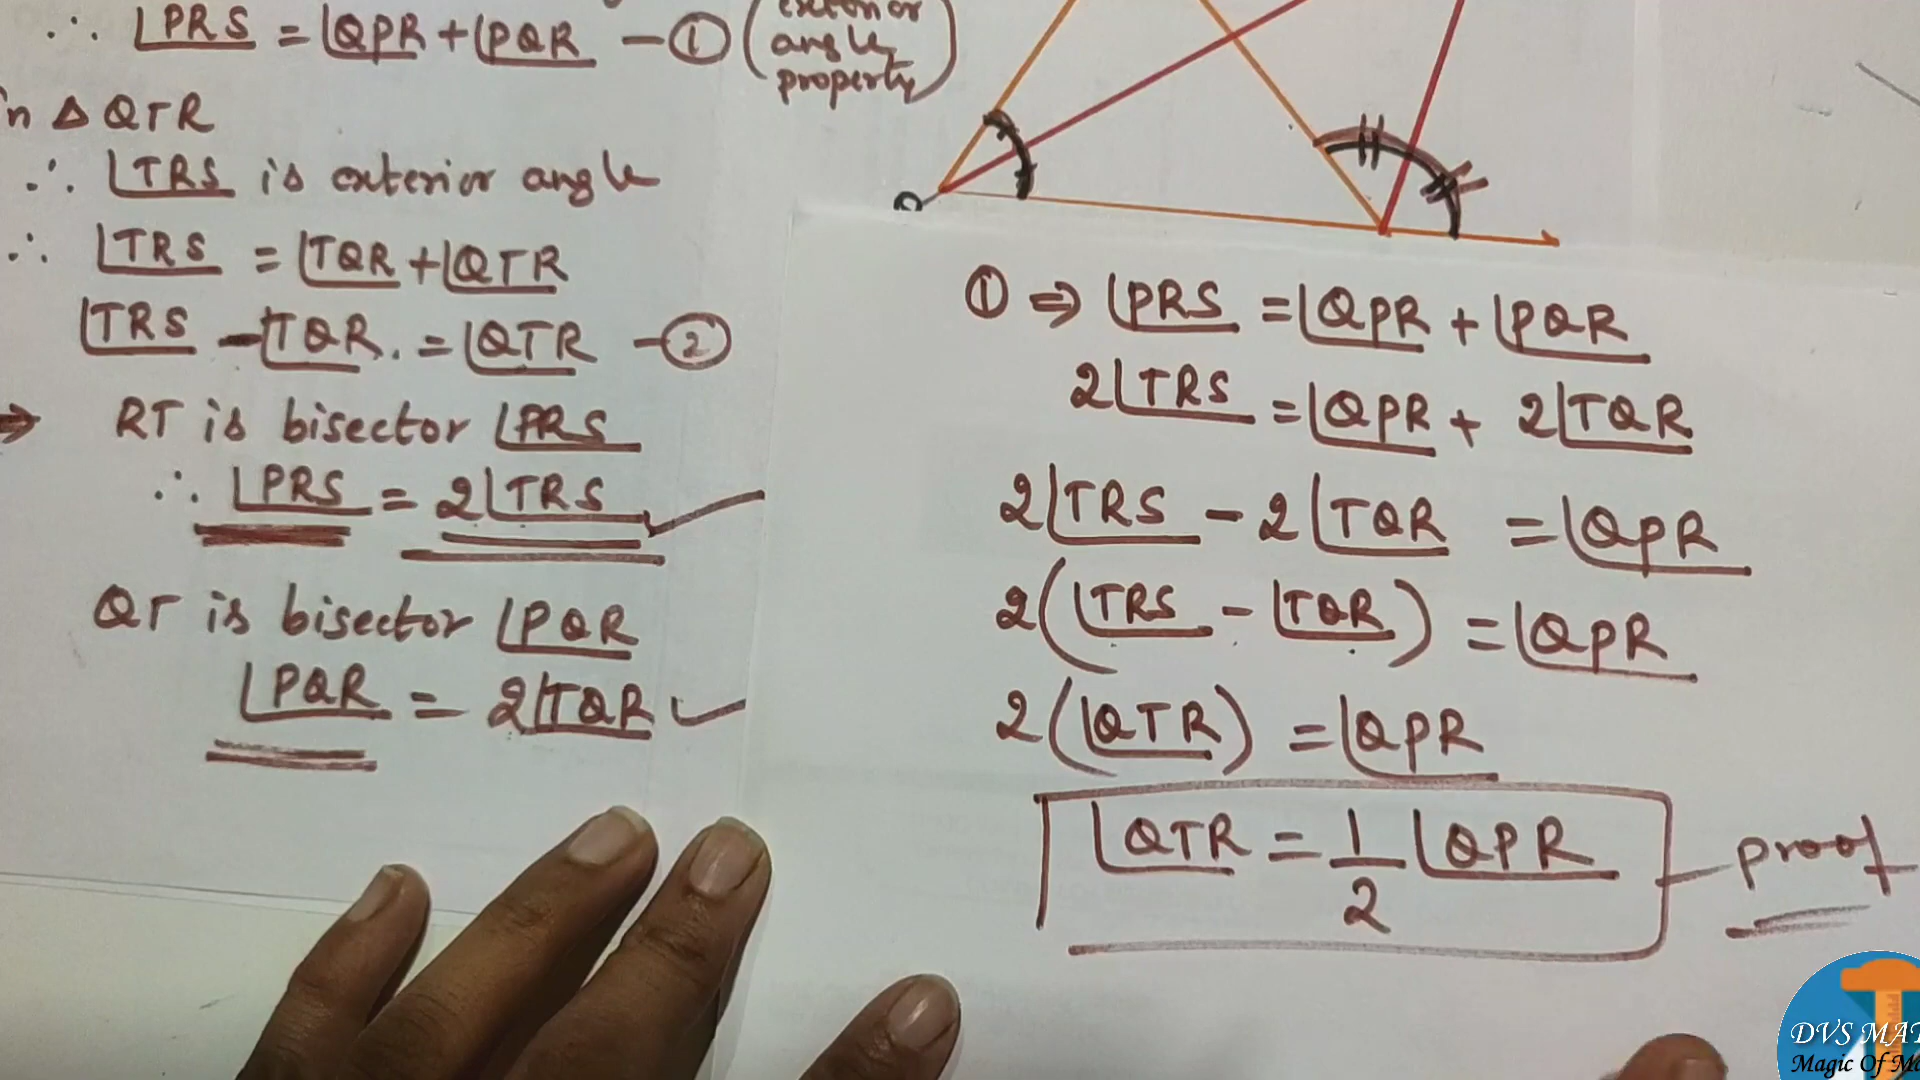 ∴ ∠PRS = ∠QPR + ∠PQR — ① (exterior angle property)
In Δ QTR
∴ ∠TRS is exterior angle
∴ ∠TRS = ∠TQR + ∠QTR
∠TRS - ∠TQR . = ∠QTR — ②
⇒ RT is bisector ∠PRS
∴ ∠PRS = 2∠TRS
QT is bisector ∠PQR
∠PQR = 2∠TQR
Q
① ⇒ ∠PRS = ∠QPR + ∠PQR
2∠TRS = ∠QPR + 2∠TQR
2∠TRS - 2∠TQR = ∠QPR
2(∠TRS - ∠TQR) = ∠QPR
2(∠QTR) = ∠QPR
∠QTR = 1/2 ∠QPR — proof
DVS
Magic Of